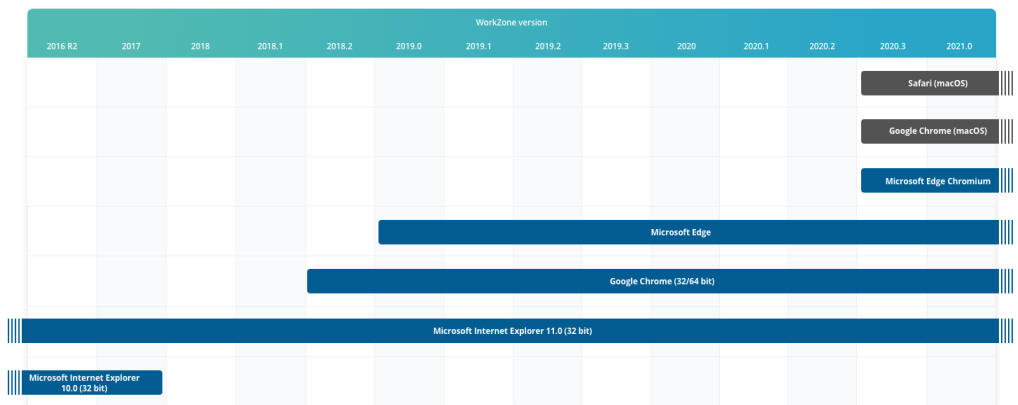 WorkZone version
2016 R2 2017 2018 2018.1 2018.2 2019.0 2019.1 2019.2 2019.3 2020 2020.1 2020.2 2020.3 2021.0
Safari (macOS)
Google Chrome (macOS)
Microsoft Edge Chromium
Microsoft Edge
Google Chrome (32/64 bit)
Microsoft Internet Explorer 11.0 (32 bit)
Microsoft Internet Explorer
10.0 (32 bit)